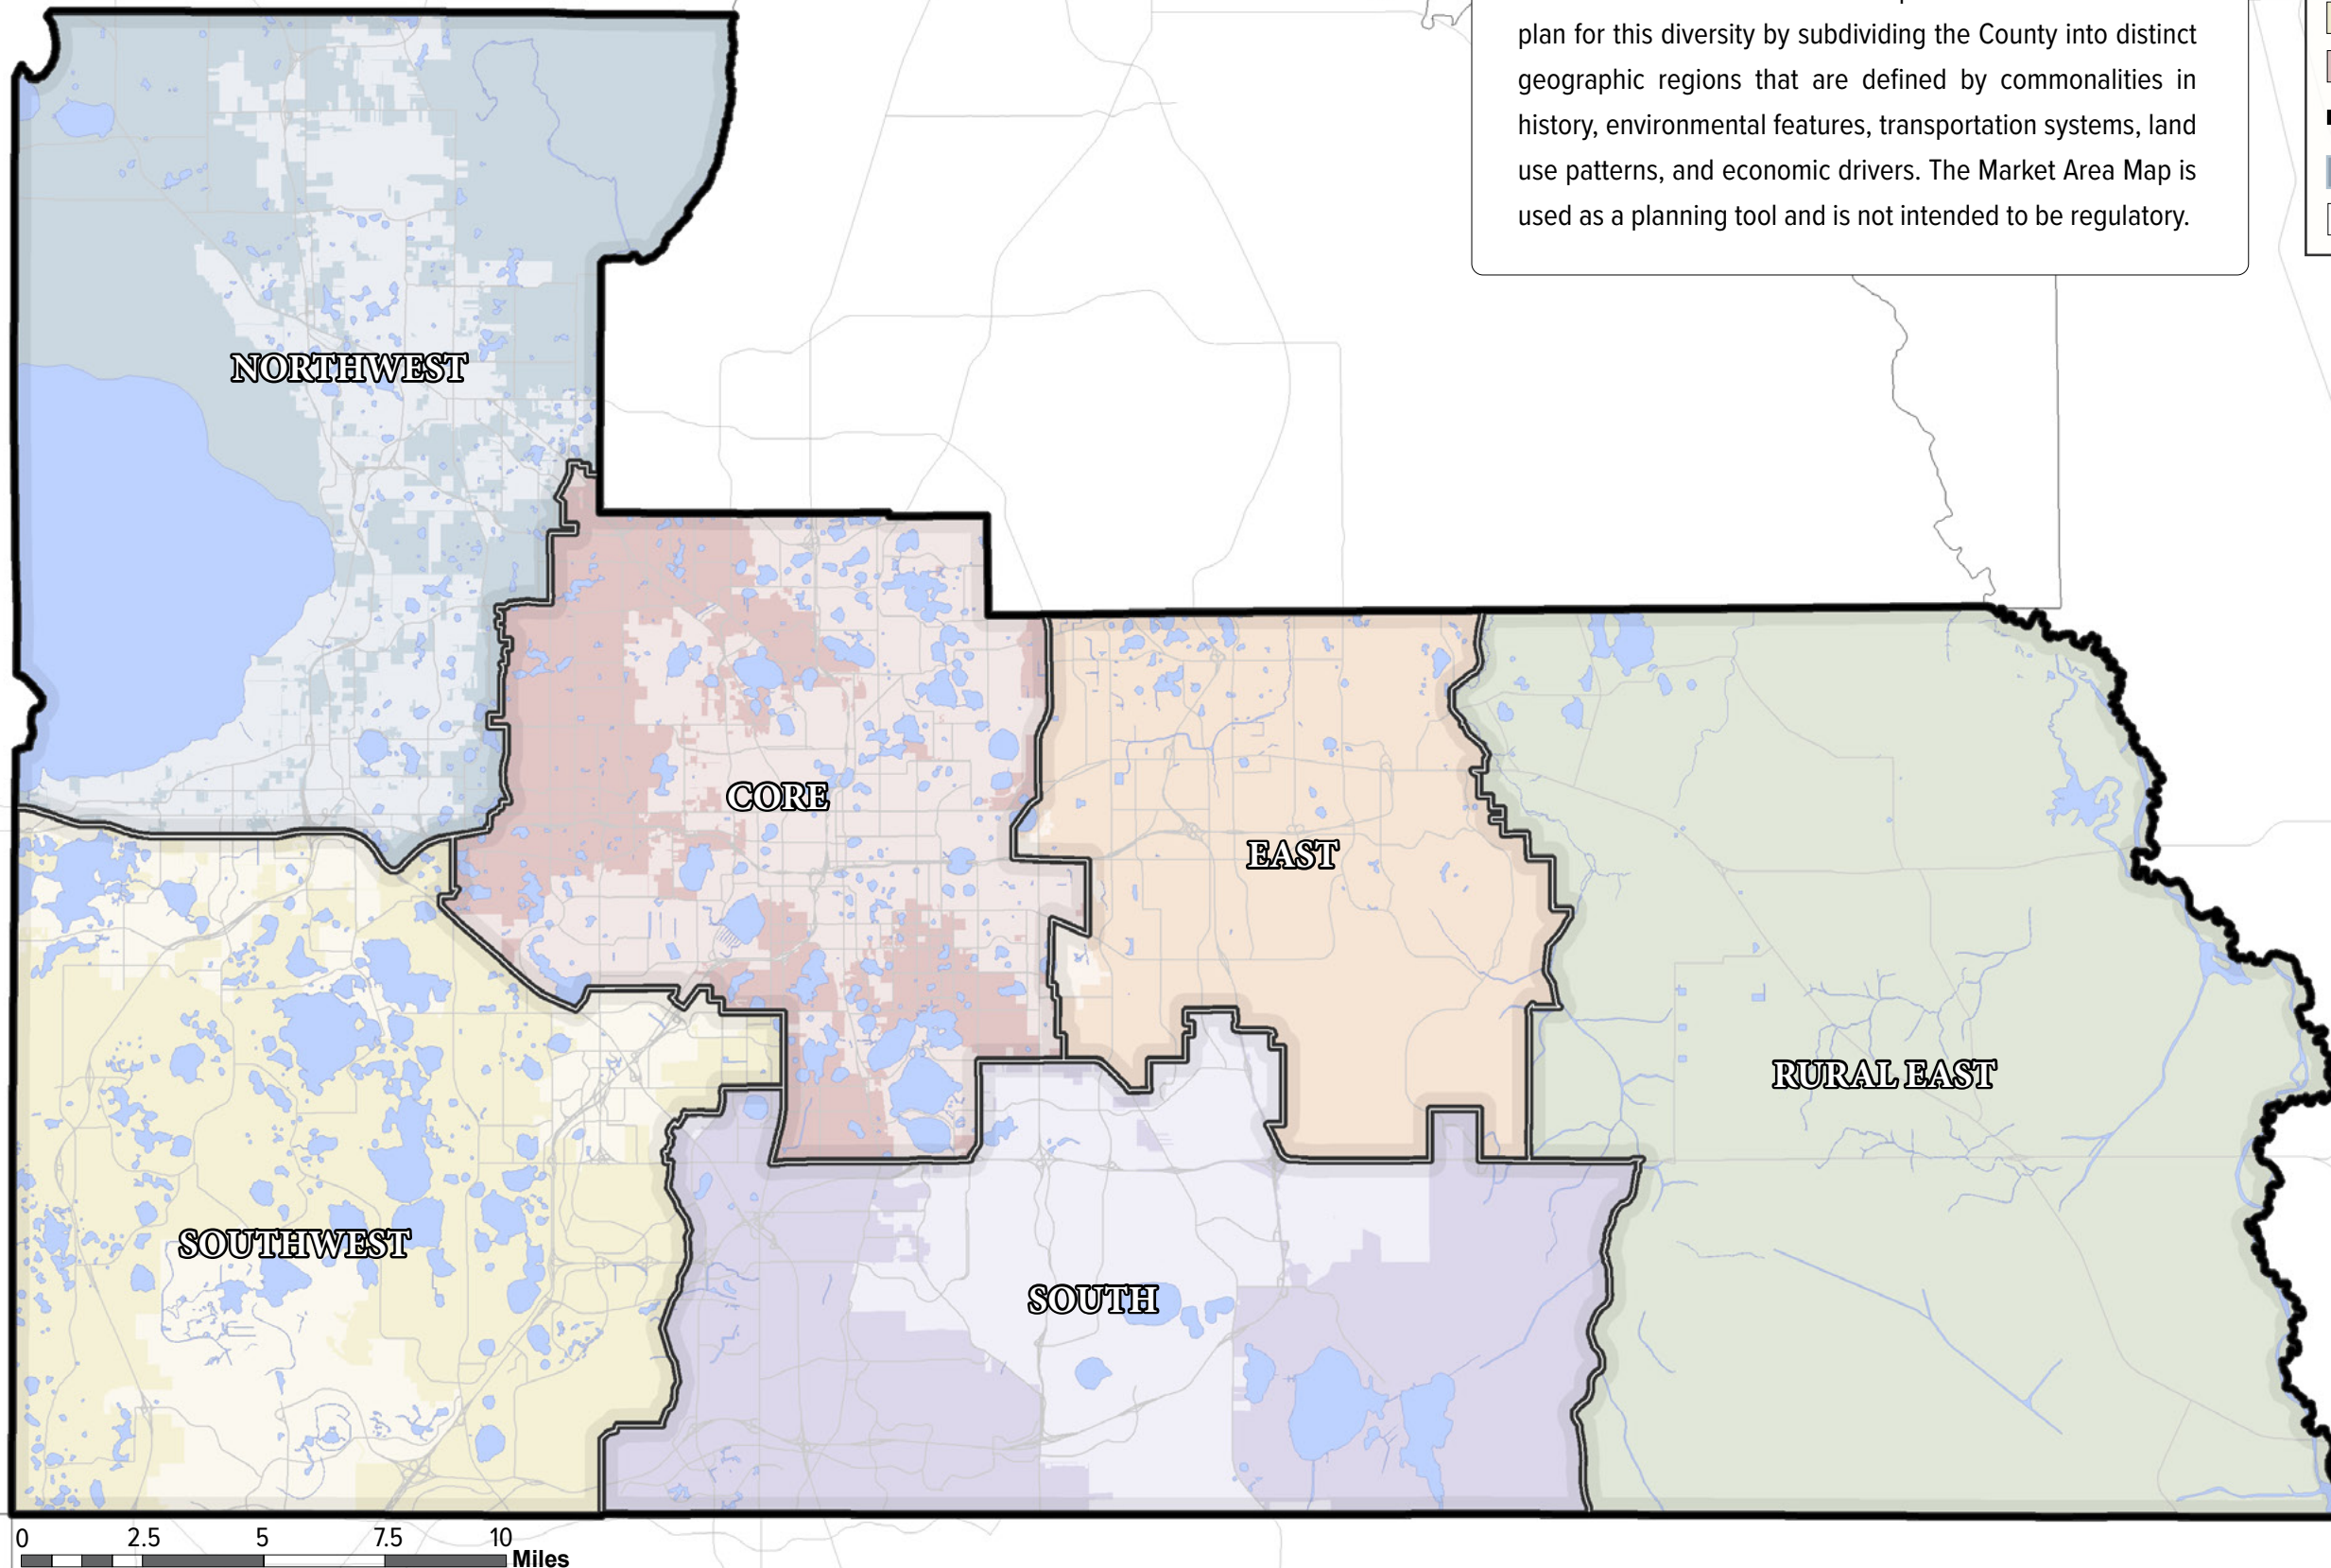 plan for this diversity by subdividing the County into distinct
geographic regions that are defined by commonalities in
history, environmental features, transportation systems, land
use patterns, and economic drivers. The Market Area Map is
used as a planning tool and is not intended to be regulatory.
NORTHWEST
CORE
EAST
RURAL EAST
SOUTHWEST
SOUTH
0 2.5 5 7.5 10
Miles